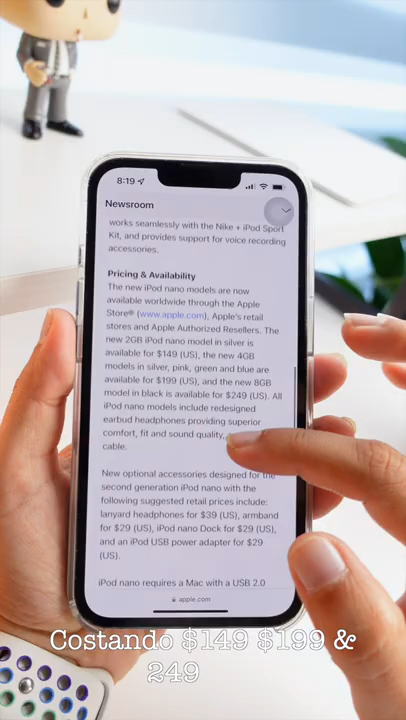 8:19
Newsroom
works seamlessly with the Nike + iPod Sport
Kit, and provides support for voice recording
accessories.
Pricing & Availability
The new iPod nano models are now
available worldwide through the Apple
Store® (www.apple.com), Apple's retail
stores and Apple Authorized Resellers. The
new 2GB iPod nano model in silver is
available for $149 (US), the new 4GB
models in silver, pink, green and blue are
available for $199 (US), and the new 8GB
model in black is available for $249 (US). All
iPod nano models include redesigned
earbud headphones providing superior
comfort, fit and sound quality,
cable.
New optional accessories designed for the
second generation iPod nano with the
following suggested retail prices include:
lanyard headphones for $39 (US), armband
for $29 (US), iPod nano Dock for $29 (US),
and an iPod USB power adapter for $29
(US).
iPod nano requires a Mac with a USB 2.0
apple.com
Costando $149 $199 &
249